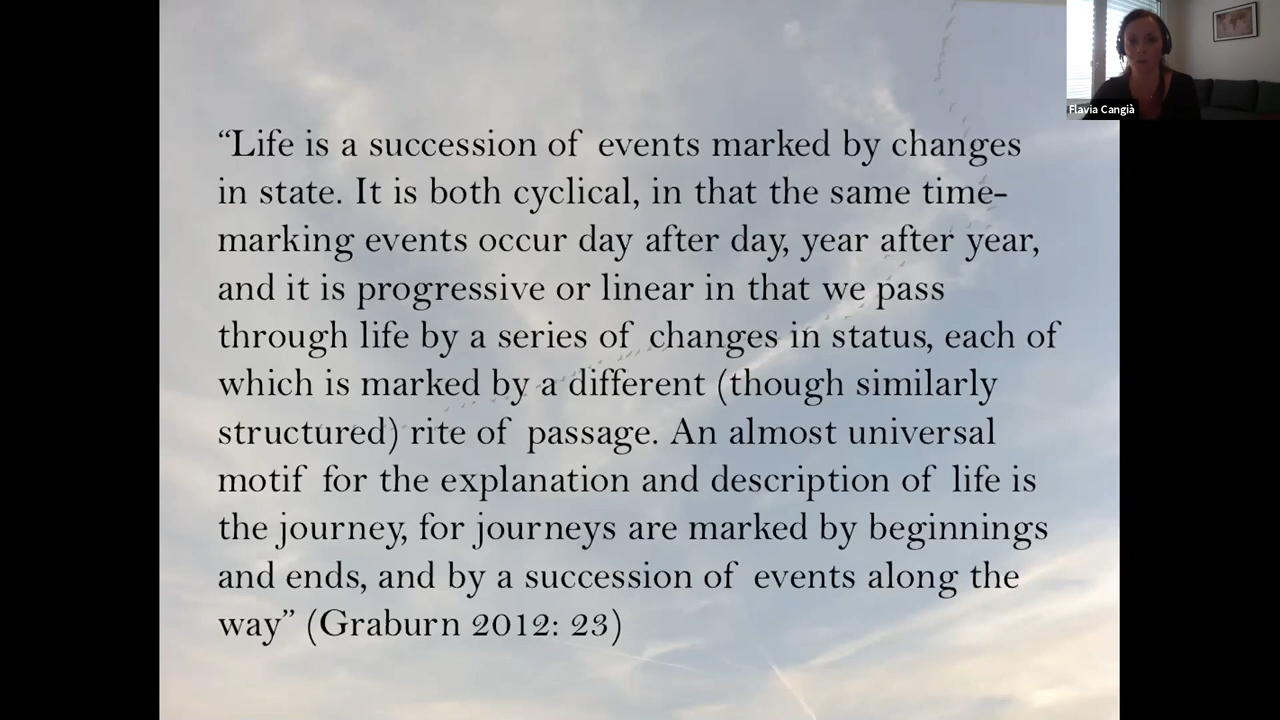 “Life is a succession of events marked by changes
in state. It is both cyclical, in that the same time-
marking events occur day after day, year after year,
and it is progressive or linear in that we pass
through life by a series of changes in status, each of
which is marked by a different (though similarly
structured) rite of passage. An almost universal
motif for the explanation and description of life is
the journey, for journeys are marked by beginnings
and ends, and by a succession of events along the
way” (Graburn 2012: 23)
Flavia Cangià